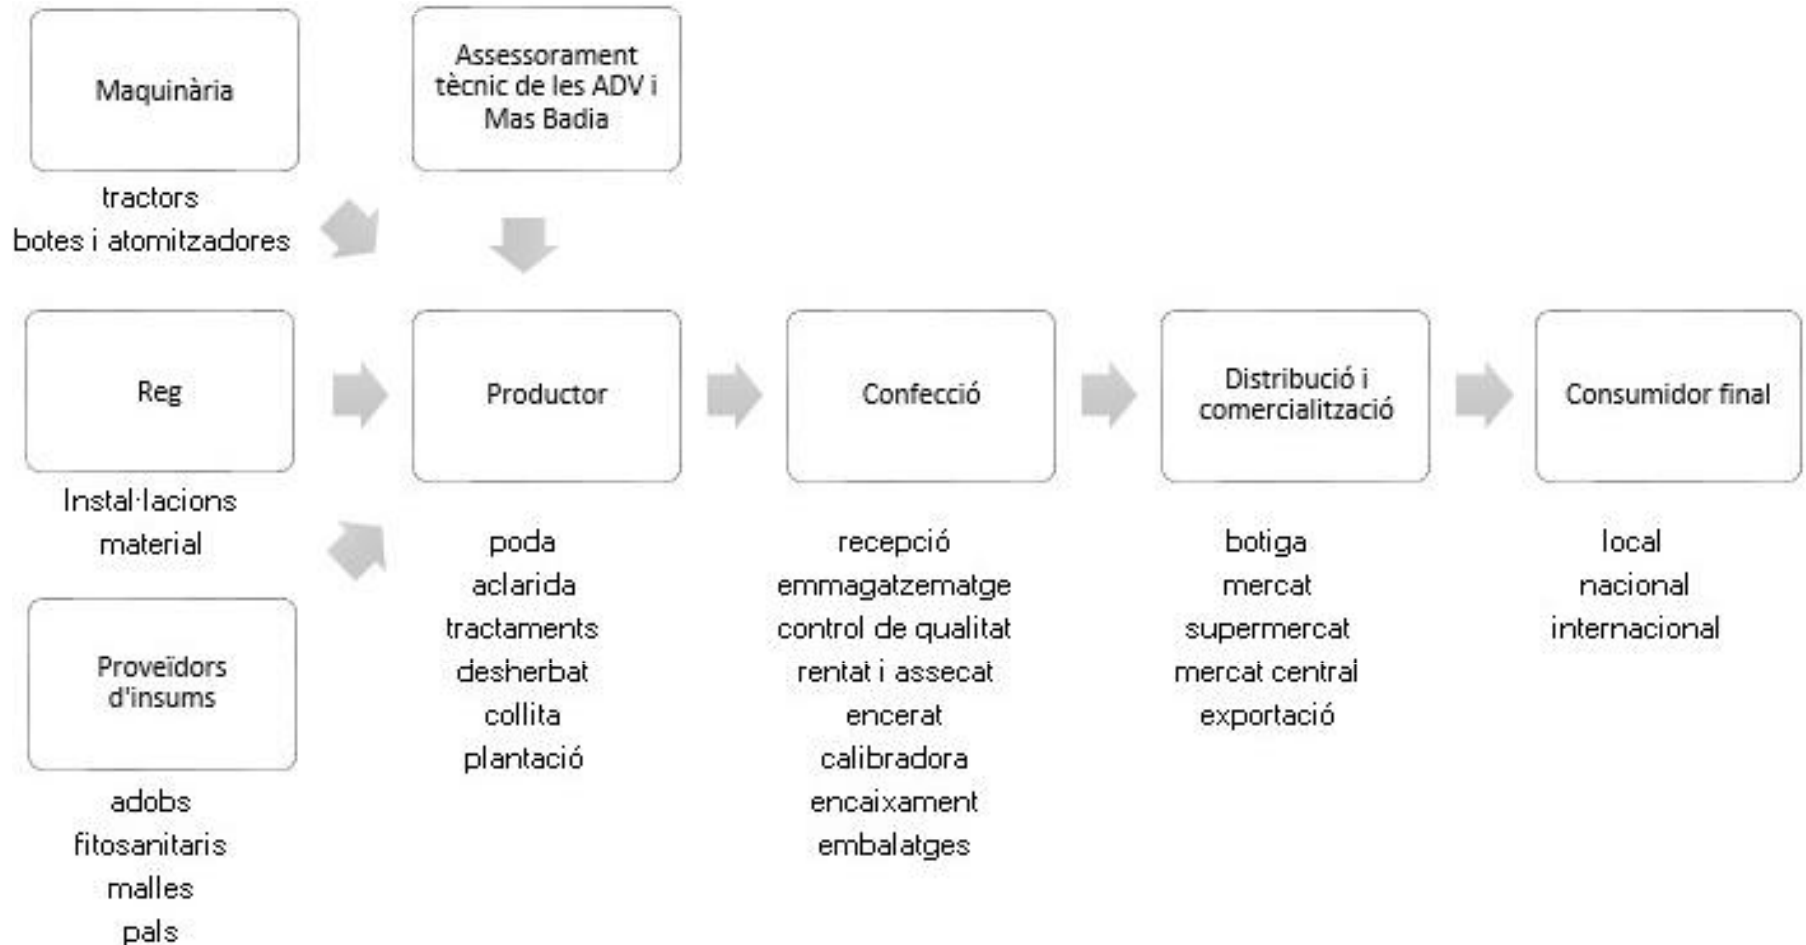 Maquinària
tractors
botes i atomitzadores
Assessorament
tècnic de les ADV i
Mas Badia
Reg
Instal·lacions
material
Proveïdors
d'insums
adobs
fitosanitaris
malles
pals
Productor
poda
aclarida
tractaments
desherbat
collita
plantació
Confecció
recepció
emmagatzematge
control de qualitat
rentat i assecat
encerat
calibradora
encaixament
embalatges
Distribució i
comercialització
botiga
mercat
supermercat
mercat central
exportació
Consumidor final
local
nacional
internacional